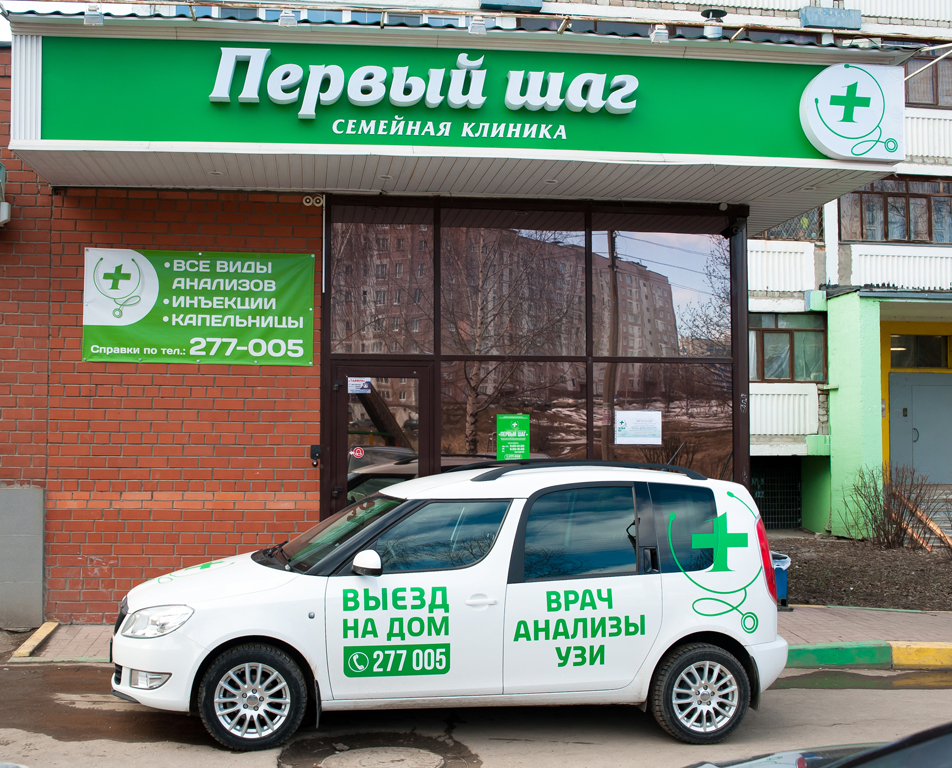 Первый шаг
СЕМЕЙНАЯ КЛИНИКА
• ВСЕ ВИДЫ
АНАЛИЗОВ
• ИНЪЕКЦИИ
• КАПЕЛЬНИЦЫ
Справки по тел.: 277-005
"ПЕРВЫЙ ШАГ"
ВЫЕЗД
НА ДОМ
277 005
ВРАЧ
АНАЛИЗЫ
УЗИ